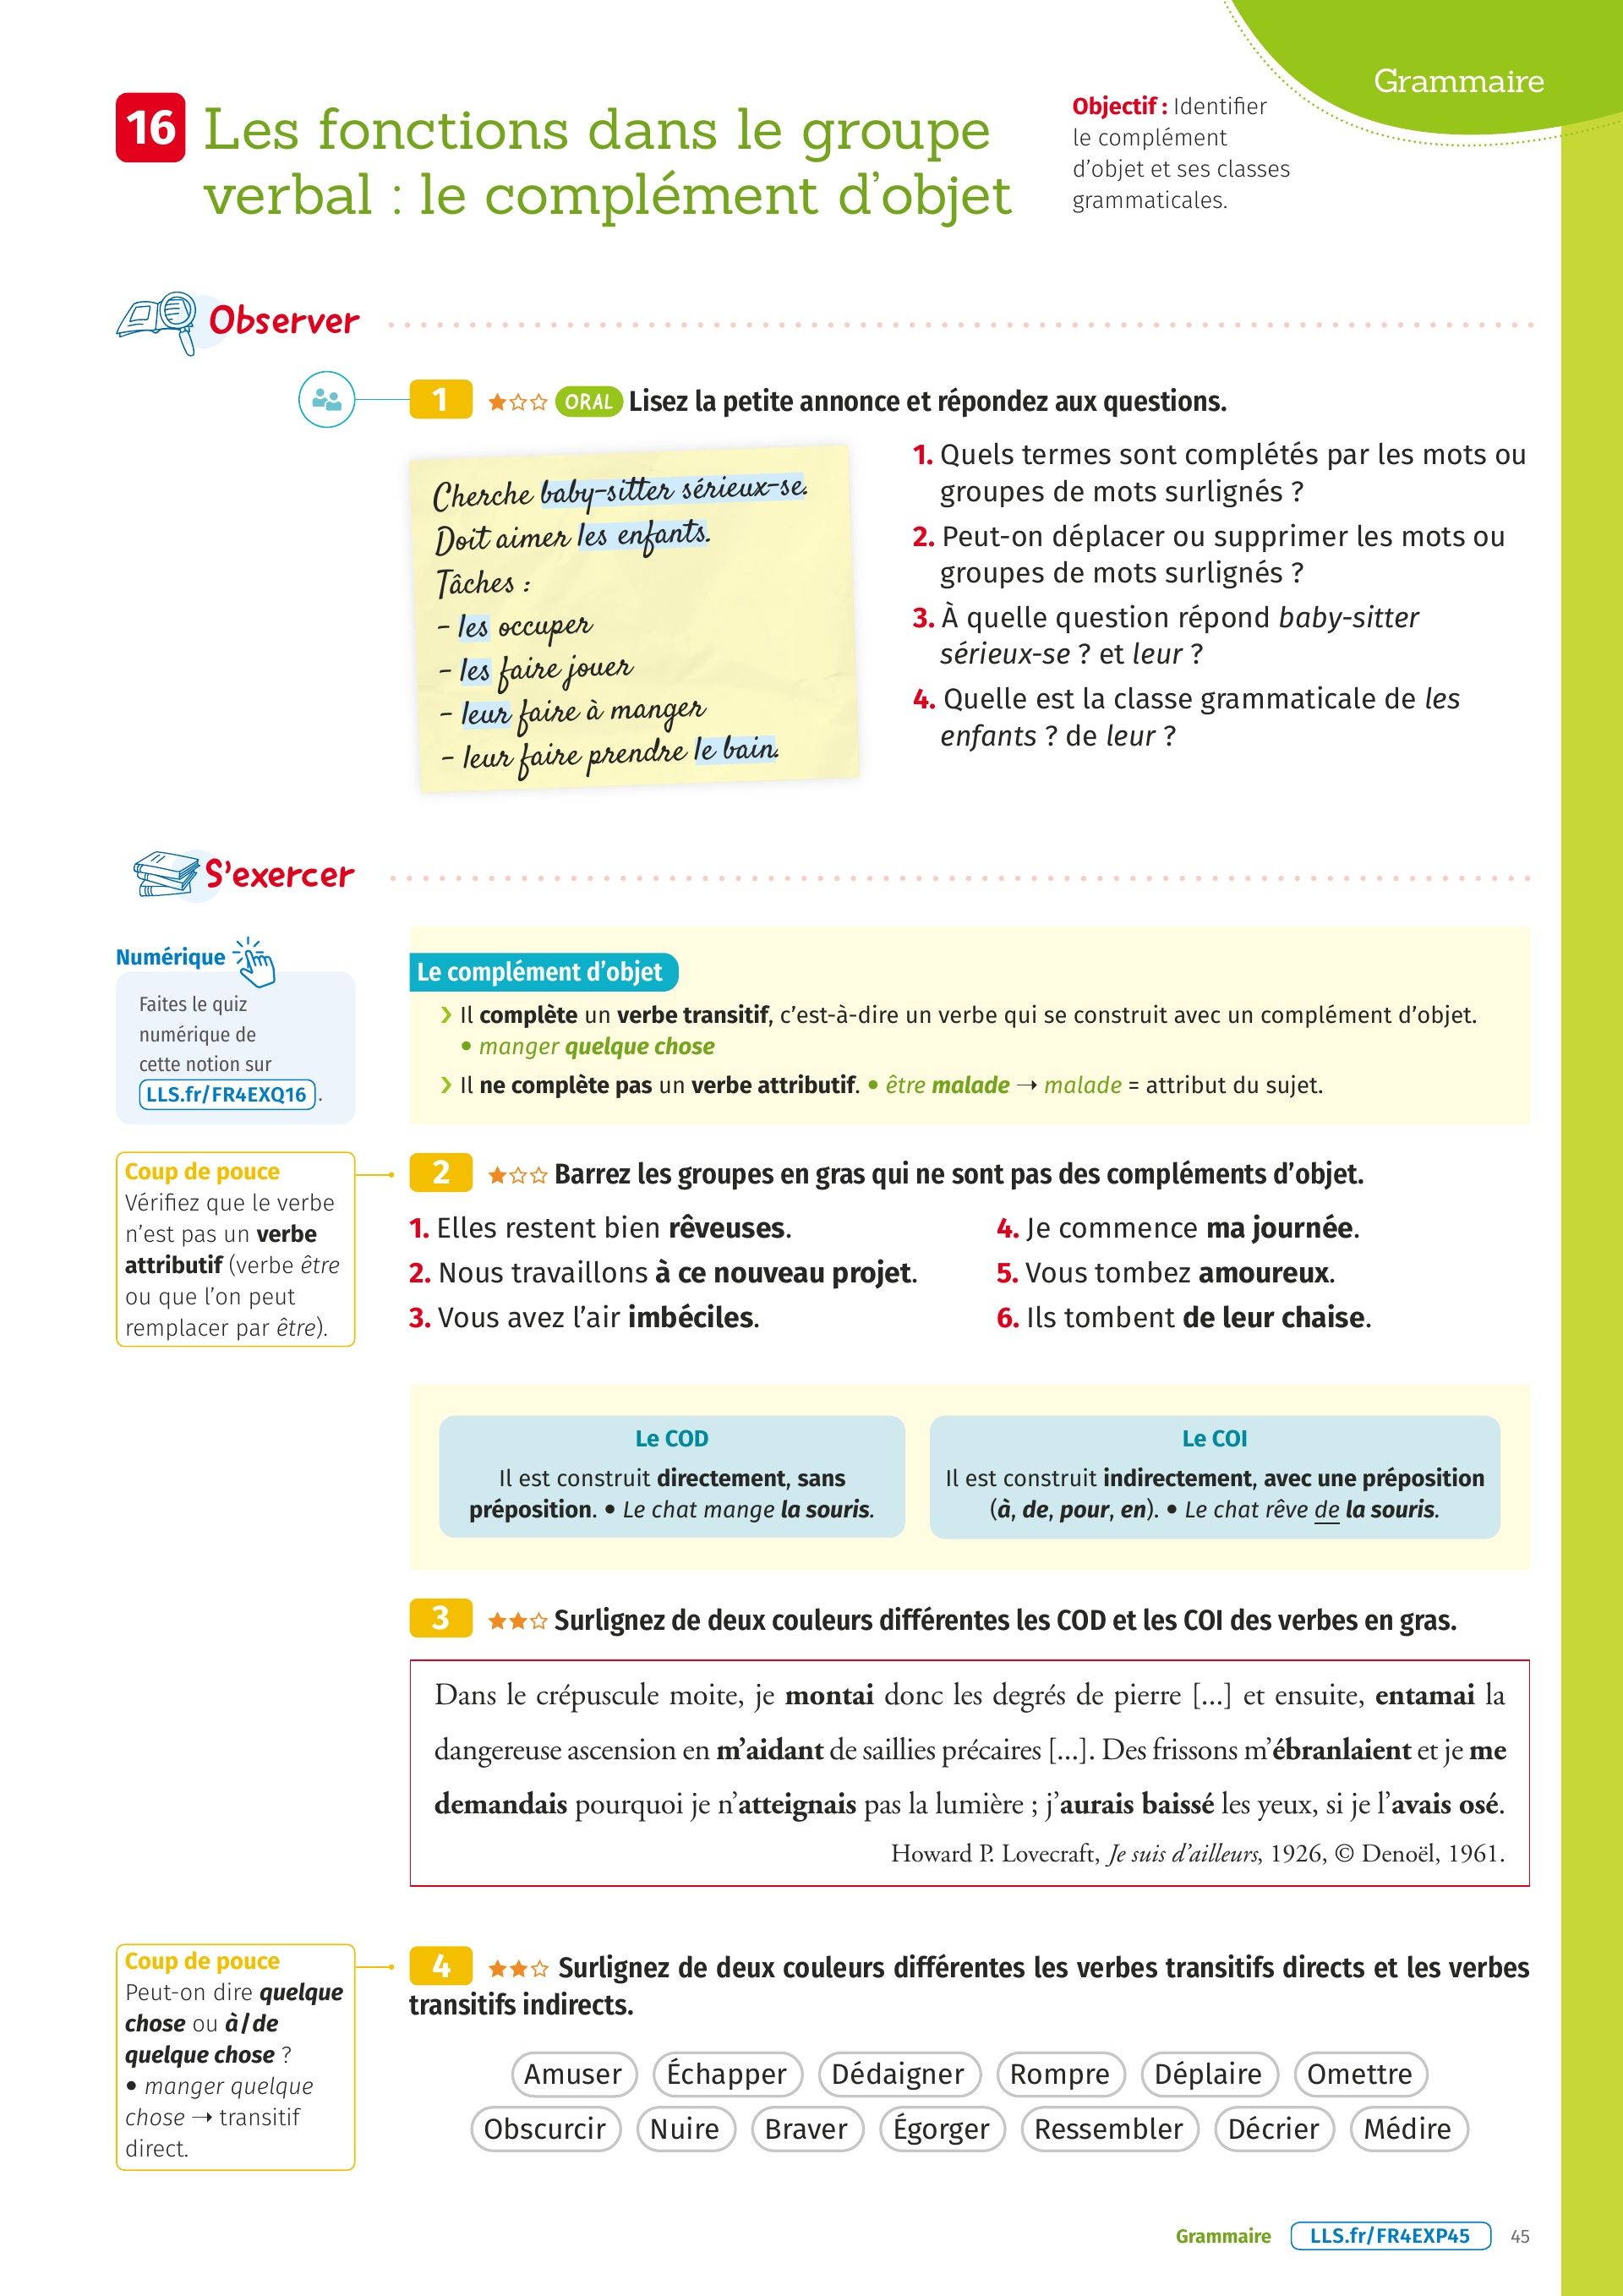 Grammaire
16 Les fonctions dans le groupe
verbal : le complément d'objet
Objectif : Identifier
le complément
d'objet et ses classes
grammaticales.
Observer
1 ★☆☆ ORAL Lisez la petite annonce et répondez aux questions.
Cherche baby-sitter sérieux-se.
Doit aimer les enfants.
Tâches :
- les occuper
- les faire jouer
- leur faire à manger
- leur faire prendre le bain.
1. Quels termes sont complétés par les mots ou
groupes de mots surlignés ?
2. Peut-on déplacer ou supprimer les mots ou
groupes de mots surlignés ?
3. À quelle question répond baby-sitter
sérieux-se ? et leur ?
4. Quelle est la classe grammaticale de les
enfants ? de leur ?
S'exercer
Numérique
Faites le quiz
numérique de
cette notion sur
LLS.fr/FR4EXQ16 .
Le complément d'objet
› Il complète un verbe transitif, c'est-à-dire un verbe qui se construit avec un complément d'objet.
• manger quelque chose
› Il ne complète pas un verbe attributif. • être malade → malade = attribut du sujet.
Coup de pouce
Vérifiez que le verbe
n'est pas un verbe
attributif (verbe être
ou que l'on peut
remplacer par être).
2 ★☆☆ Barrez les groupes en gras qui ne sont pas des compléments d'objet.
1. Elles restent bien rêveuses.
2. Nous travaillons à ce nouveau projet.
3. Vous avez l'air imbéciles.
4. Je commence ma journée.
5. Vous tombez amoureux.
6. Ils tombent de leur chaise.
Le COD
Il est construit directement, sans
préposition. • Le chat mange la souris.
Le COI
Il est construit indirectement, avec une préposition
(à, de, pour, en). • Le chat rêve de la souris.
3 ★★☆ Surlignez de deux couleurs différentes les COD et les COI des verbes en gras.
Dans le crépuscule moite, je montai donc les degrés de pierre [...] et ensuite, entamai la
dangereuse ascension en m'aidant de saillies précaires [...]. Des frissons m'ébranlaient et je me
demandais pourquoi je n'atteignais pas la lumière ; j'aurais baissé les yeux, si je l'avais osé.
Howard P. Lovecraft, Je suis d'ailleurs, 1926, © Denoël, 1961.
Coup de pouce
Peut-on dire quelque
chose ou à/de
quelque chose ?
• manger quelque
chose → transitif
direct.
4 ★★☆ Surlignez de deux couleurs différentes les verbes transitifs directs et les verbes
transitifs indirects.
Amuser Échapper Dédaigner Rompre Déplaire Omettre
Obscurcir Nuire Braver Égorger Ressembler Décrier Médire
Grammaire LLS.fr/FR4EXP45 45